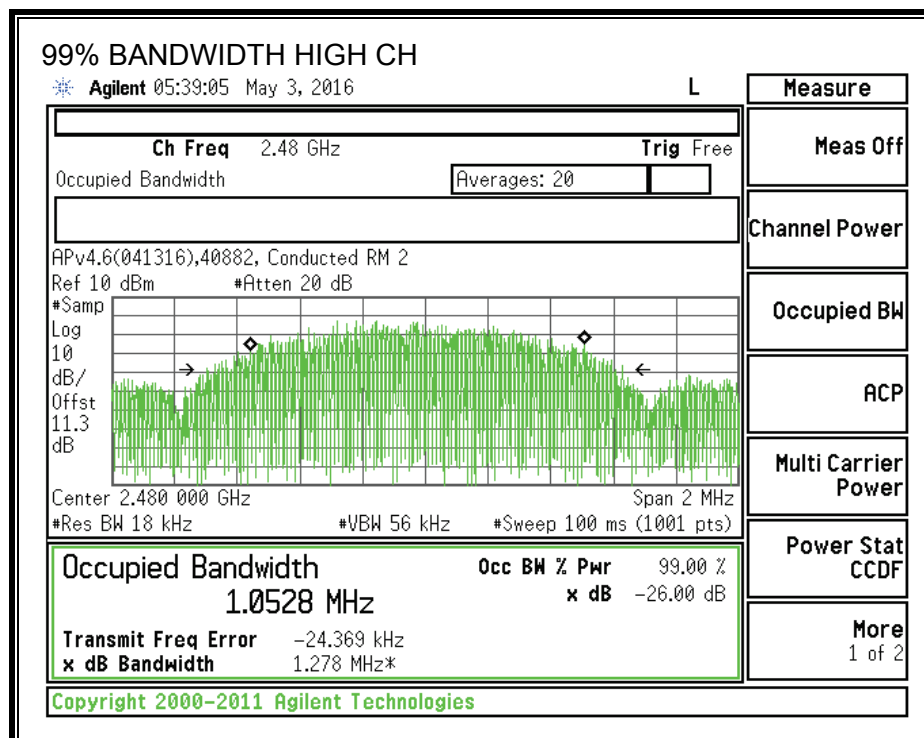 99% BANDWIDTH HIGH CH
Agilent 05:39:05 May 3, 2016 L
Measure
Ch Freq 2.48 GHz Trig Free
Meas Off
Occupied Bandwidth Averages: 20
Channel Power
APv4.6(041316),40882, Conducted RM 2
Ref 10 dBm #Atten 20 dB
#Samp
Log
10
dB/
Offst
11.3
dB
Occupied BW
ACP
Multi Carrier
Power
Center 2.480 000 GHz Span 2 MHz
#Res BW 18 kHz #VBW 56 kHz #Sweep 100 ms (1001 pts)
Power Stat
CCDF
Occupied Bandwidth Occ BW % Pwr 99.00 %
1.0528 MHz x dB -26.00 dB
Transmit Freq Error -24.369 kHz
x dB Bandwidth 1.278 MHz*
More
1 of 2
Copyright 2000-2011 Agilent Technologies